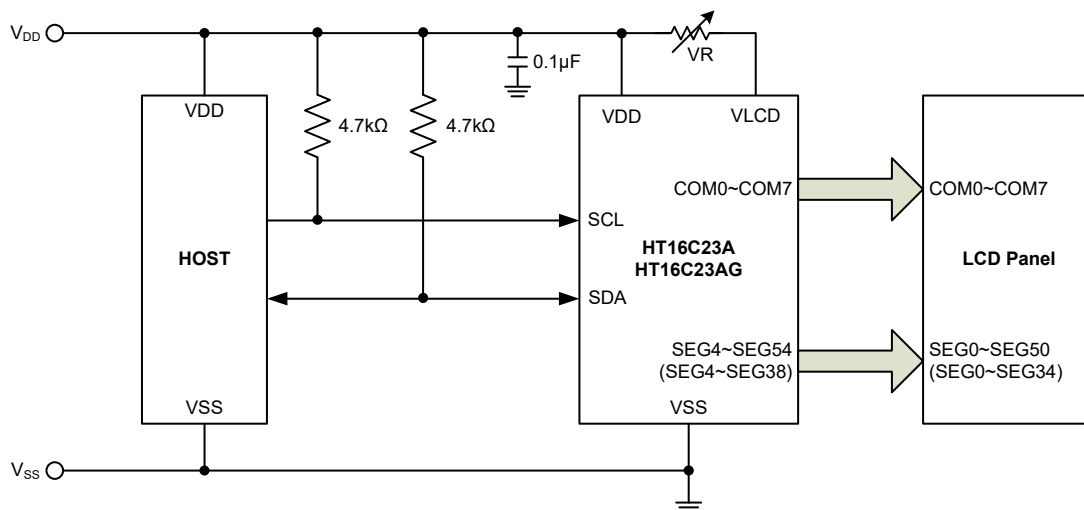 VDD
VR
0.1µF
VDD
4.7kΩ
4.7kΩ
VDD
VLCD
COM0~COM7
COM0~COM7
SCL
HOST
HT16C23A
HT16C23AG
LCD Panel
SDA
SEG4~SEG54
(SEG4~SEG38)
SEG0~SEG50
(SEG0~SEG34)
VSS
VSS
VSS